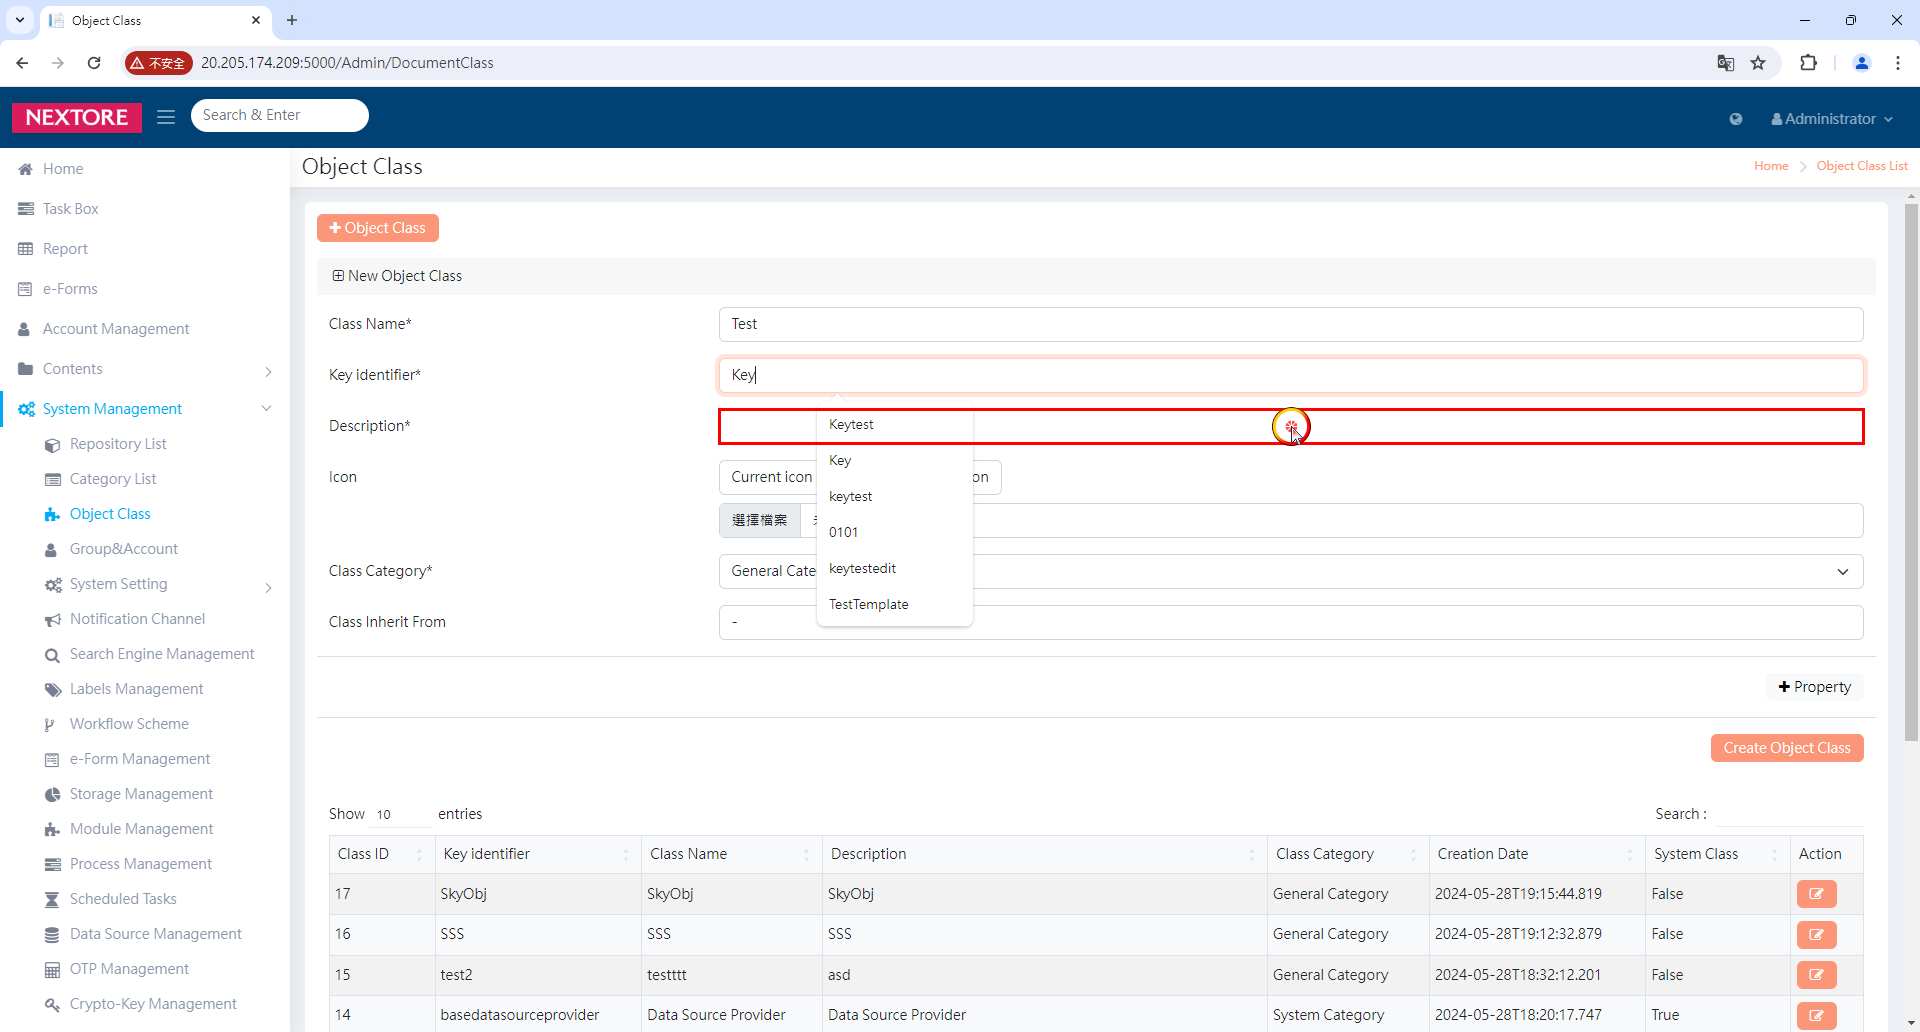 Object Class
不安全
20.205.174.209:5000/Admin/DocumentClass
NEXTORE
Search & Enter
Administrator
Home
Task Box
Report
e-Forms
Account Management
Contents
System Management
Repository List
Category List
Object Class
Group&Account
System Setting
Notification Channel
Search Engine Management
Labels Management
Workflow Scheme
e-Form Management
Storage Management
Module Management
Process Management
Scheduled Tasks
Data Source Management
OTP Management
Crypto-Key Management
Object Class
Home
Object Class List
Object Class
New Object Class
Class Name*
Test
Key identifier*
Key
Description*
Icon
Current icon
on
選擇檔案
Class Category*
General Cate
Class Inherit From
-
Keytest
Key
keytest
0101
keytestedit
TestTemplate
Property
Create Object Class
Show 10 entries
Search :
Class ID Key identifier Class Name Description Class Category Creation Date System Class Action
17 SkyObj SkyObj SkyObj General Category 2024-05-28T19:15:44.819 False
16 SSS SSS SSS General Category 2024-05-28T19:12:32.879 False
15 test2 testttt asd General Category 2024-05-28T18:32:12.201 False
14 basedatasourceprovider Data Source Provider Data Source Provider System Category 2024-05-28T18:20:17.747 True